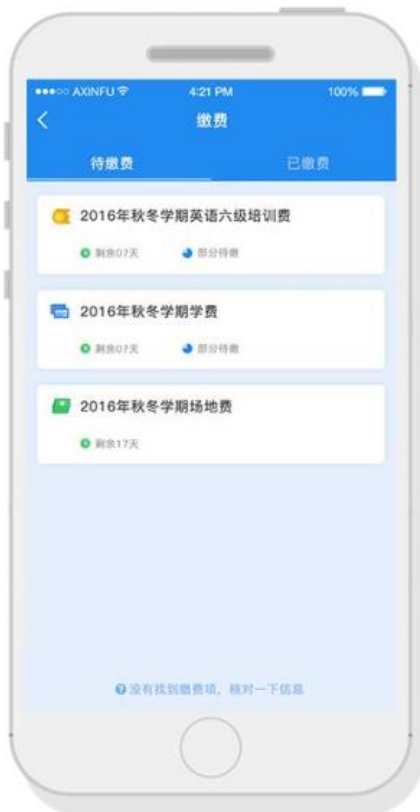 AXINFU 4:21 PM 100%
缴费
待缴费 已缴费
2016年秋冬学期英语六级培训费
剩余07天 部分待缴
2016年秋冬学期学费
剩余07天 部分待缴
2016年秋冬学期场地费
剩余17天
没有找到缴费项，核对一下信息